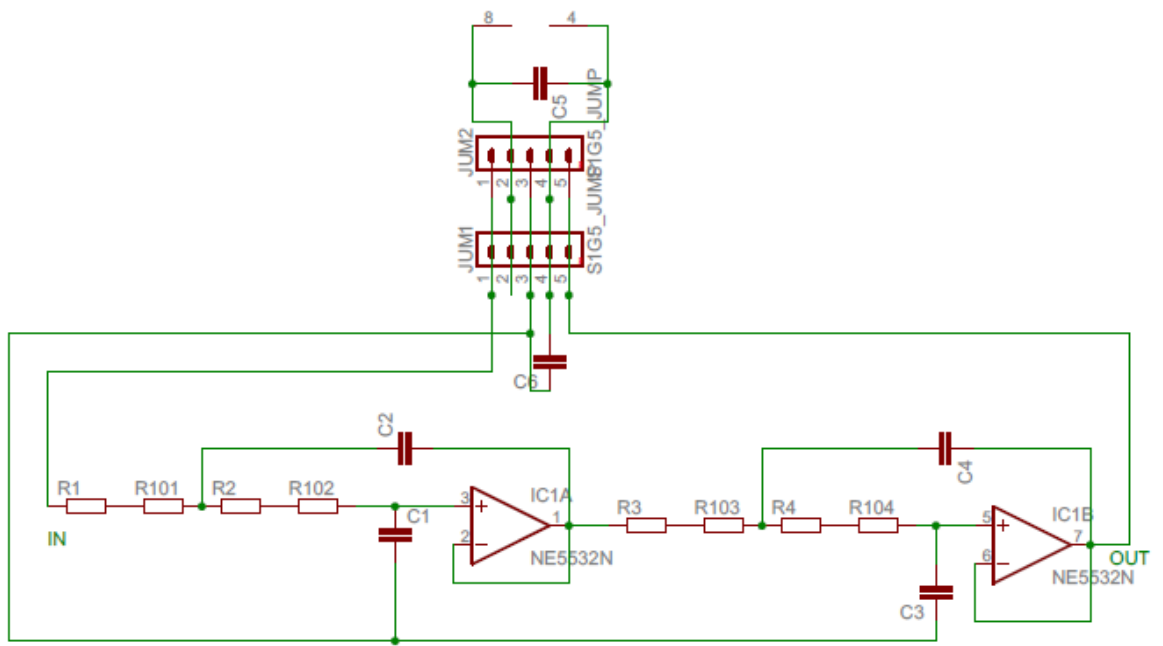 8 4
C5
JUM2
S1G5_JUMP
1 2 3 4 5
JUM1
S1G5_JUMP
1 2 3 4 5
C6
C2
C4
R1 R101 R2 R102
3
C1
IC1A
1
2
NE5532N
R3 R103 R4 R104
5
IC1B
7
6
NE5532N
IN
OUT
C3